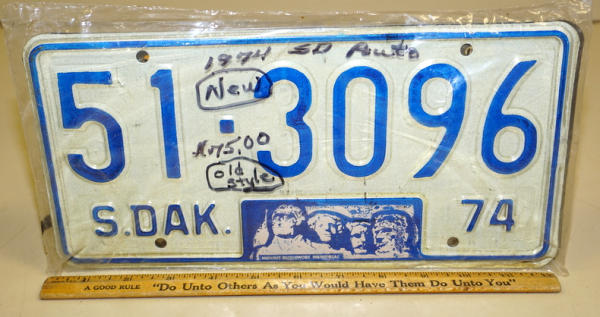 1974 SD Auto
New
51·3096
$75.00
old
style
S.DAK. 74
MOUNT RUSHMORE MEMORIAL
A GOOD RULE "Do Unto Others As You Would Have Them Do Unto You"